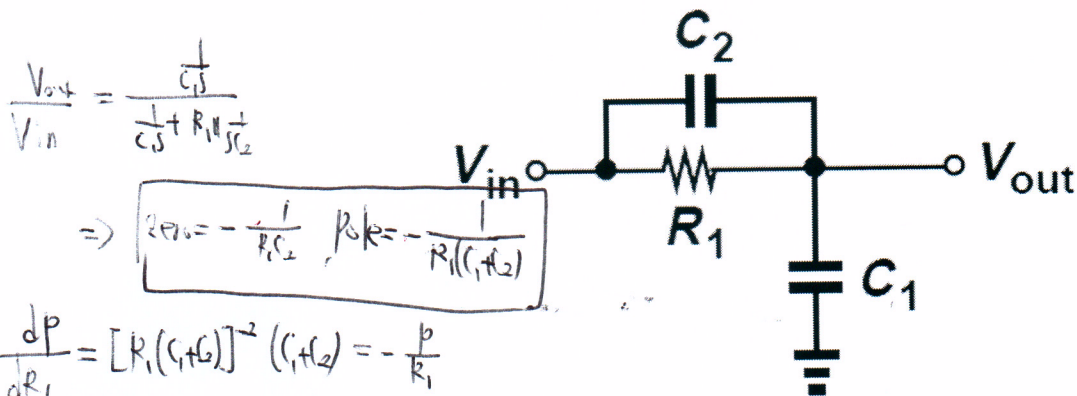 Vout/Vin = (1/(C₁S)) / (1/(C₁S) + R₁ ∥ 1/(SC₂))
=> zero = - 1/(R₁C₂) , pole = - 1/(R₁(C₁+C₂))
dp/dR₁ = [R₁(C₁+C₂)]⁻² (C₁+C₂) = - p/R₁
C₂
Vin
R₁
Vout
C₁